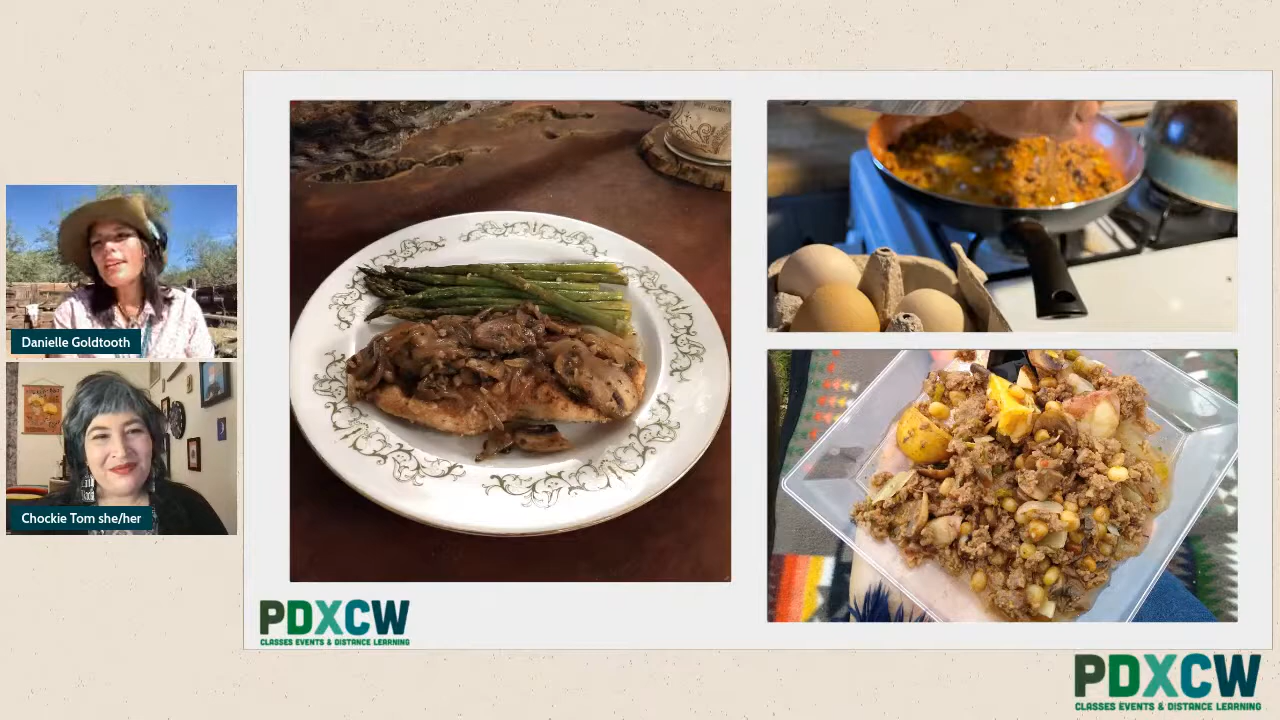 Danielle Goldtooth
Chockie Tom she/her
PDXCW
CLASSES EVENTS & DISTANCE LEARNING
PDXCW
CLASSES EVENTS & DISTANCE LEARNING